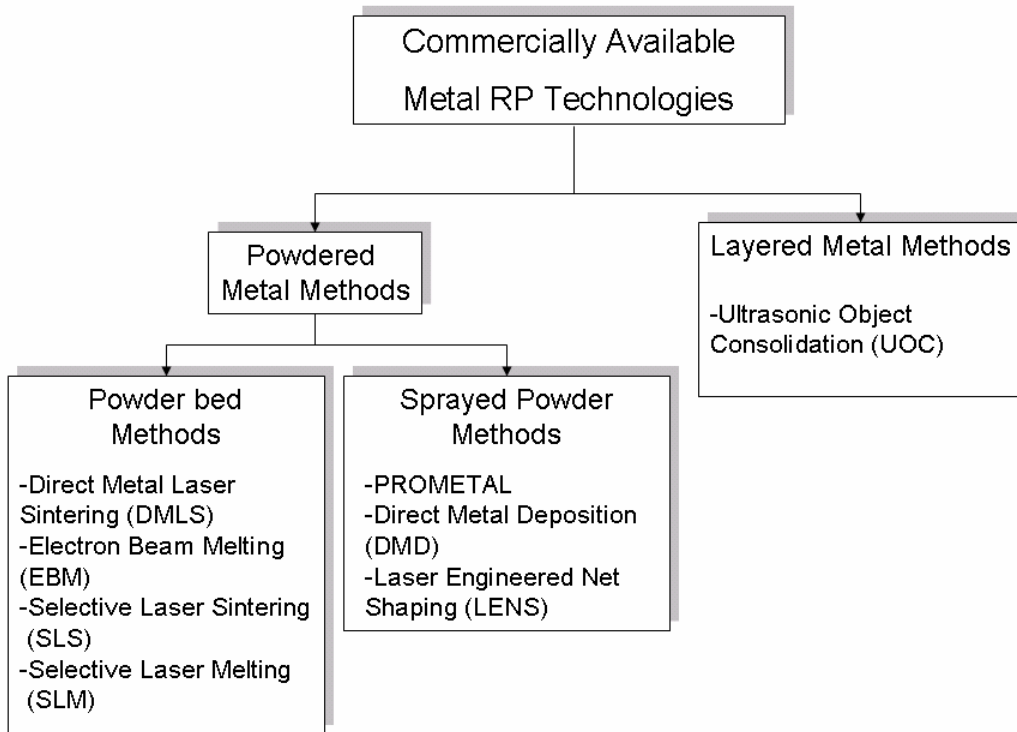 Commercially Available
Metal RP Technologies
Powdered
Metal Methods
Layered Metal Methods
-Ultrasonic Object
Consolidation (UOC)
Powder bed
Methods
-Direct Metal Laser
Sintering (DMLS)
-Electron Beam Melting
(EBM)
-Selective Laser Sintering
(SLS)
-Selective Laser Melting
(SLM)
Sprayed Powder
Methods
-PROMETAL
-Direct Metal Deposition
(DMD)
-Laser Engineered Net
Shaping (LENS)